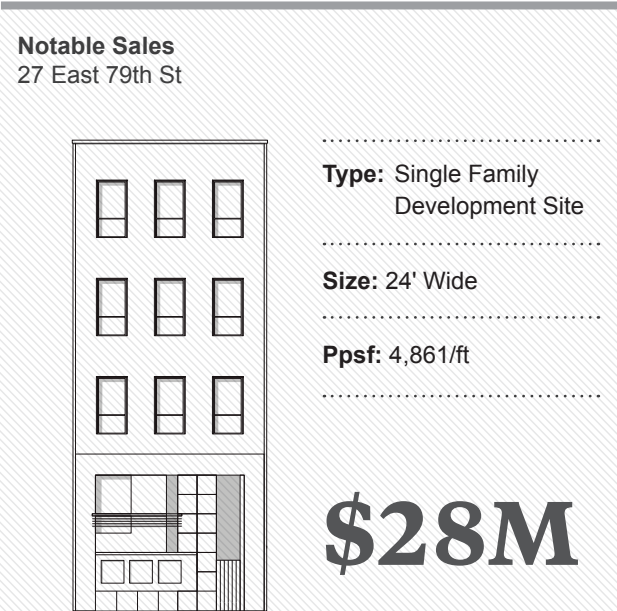 Notable Sales
27 East 79th St
Type: Single Family
Development Site
Size: 24' Wide
Ppsf: 4,861/ft
$28M